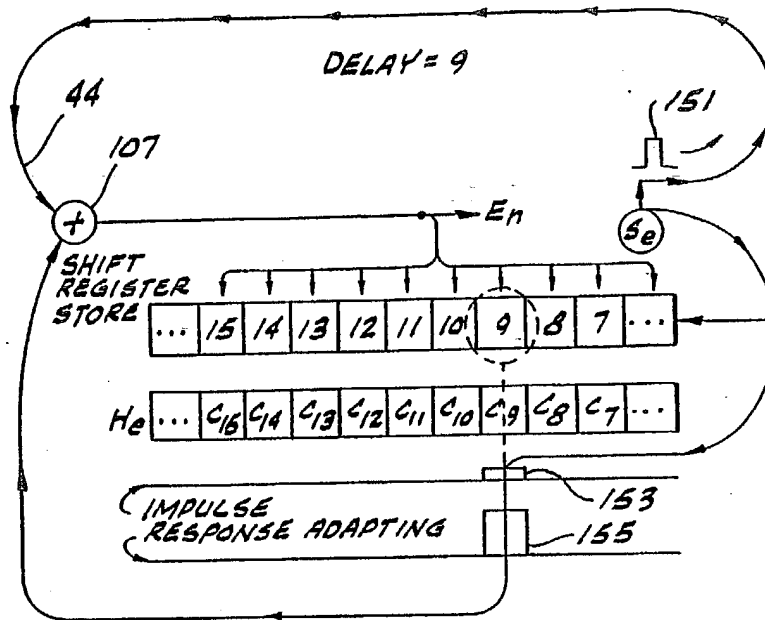 DELAY = 9
151
44
107
+
En
Se
SHIFT
REGISTER
STORE
... 15 14 13 12 11 10 9 8 7 ...
He ... C16 C14 C13 C12 C11 C10 C9 C8 C7 ...
153
IMPULSE
RESPONSE ADAPTING
155